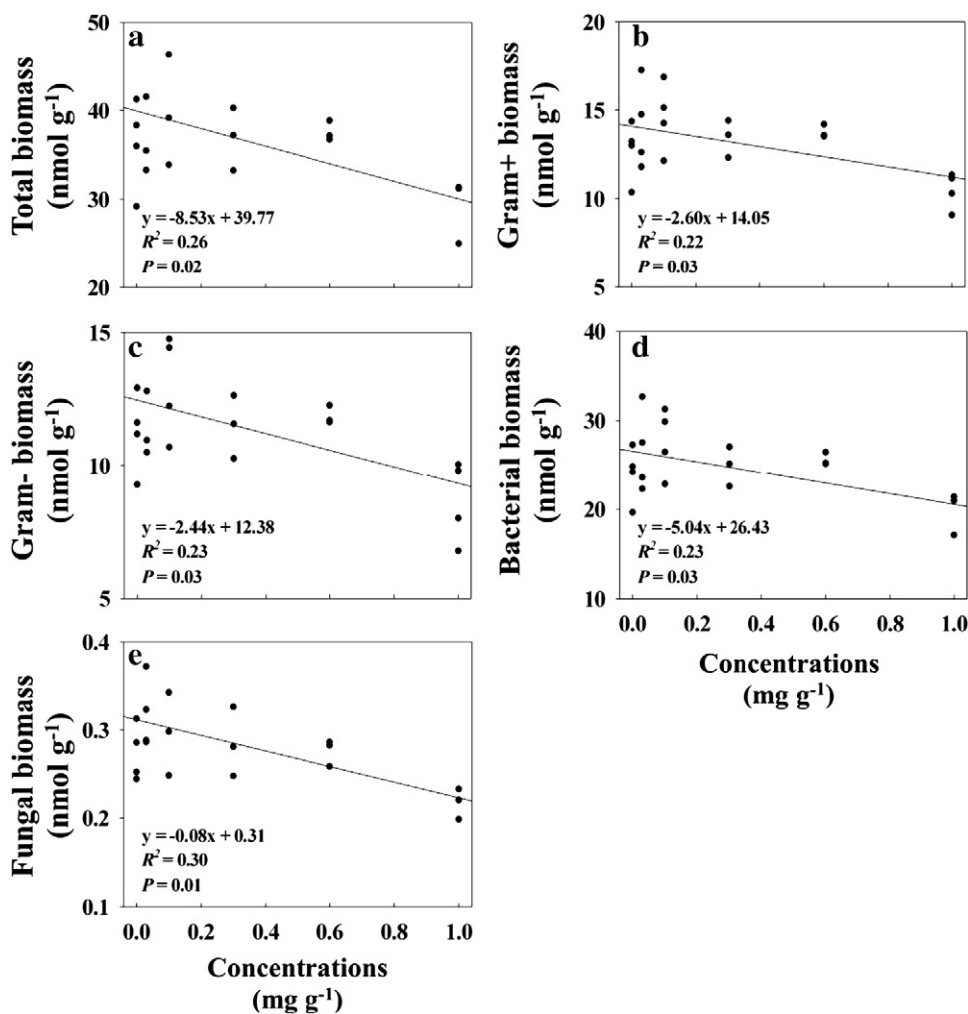 a
Total biomass
(nmol g⁻¹)
50
40
30
20
y = -8.53x + 39.77
R² = 0.26
P = 0.02
b
Gram+ biomass
(nmol g⁻¹)
20
15
10
5
y = -2.60x + 14.05
R² = 0.22
P = 0.03
c
Gram- biomass
(nmol g⁻¹)
15
10
5
y = -2.44x + 12.38
R² = 0.23
P = 0.03
d
Bacterial biomass
(nmol g⁻¹)
40
30
20
10
y = -5.04x + 26.43
R² = 0.23
P = 0.03
0.0 0.2 0.4 0.6 0.8 1.0
Concentrations
(mg g⁻¹)
e
Fungal biomass
(nmol g⁻¹)
0.4
0.3
0.2
0.1
y = -0.08x + 0.31
R² = 0.30
P = 0.01
0.0 0.2 0.4 0.6 0.8 1.0
Concentrations
(mg g⁻¹)